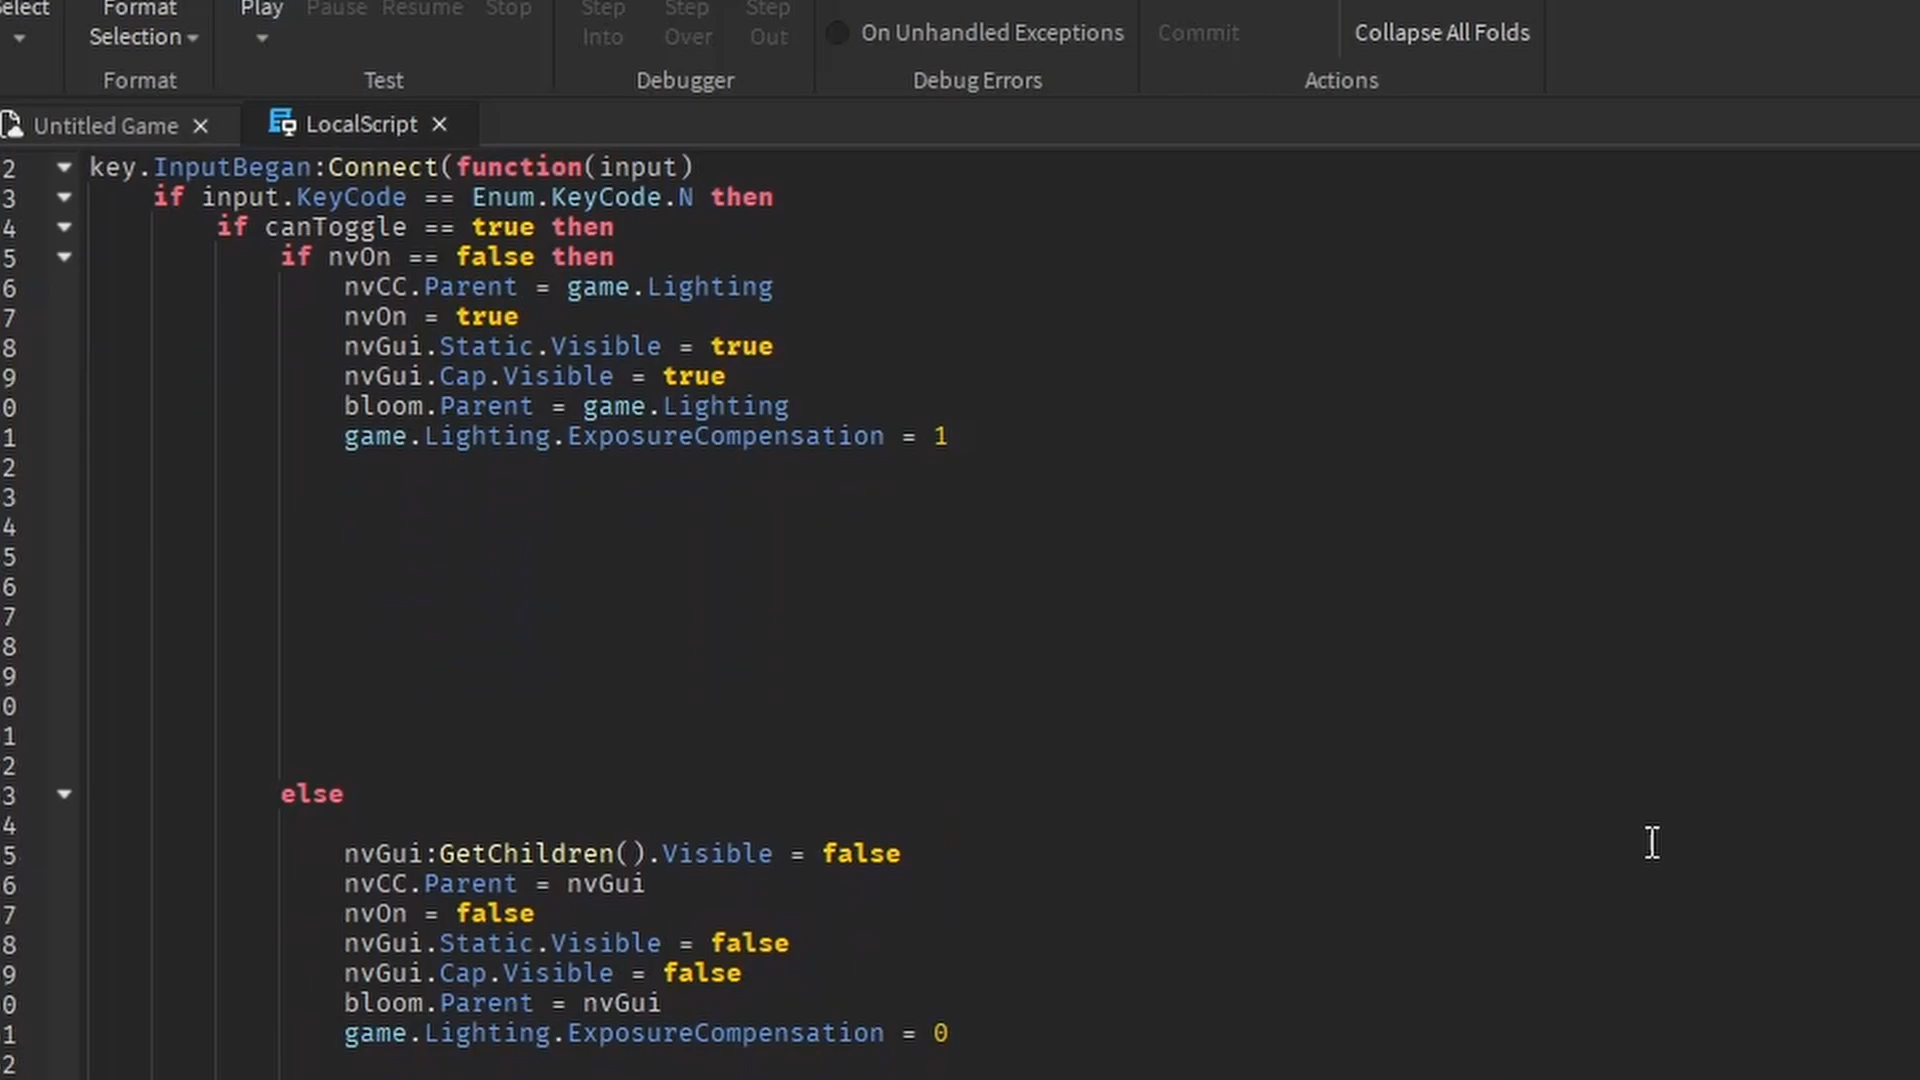 Format Play Pause Resume Stop Step Step Step
Selection Into Over Out On Unhandled Exceptions Commit Collapse All Folds
Format Test Debugger Debug Errors Actions
Untitled Game LocalScript
2 key.InputBegan:Connect(function(input)
3 if input.KeyCode == Enum.KeyCode.N then
4 if canToggle == true then
5 if nvOn == false then
6 nvCC.Parent = game.Lighting
7 nvOn = true
8 nvGui.Static.Visible = true
9 nvGui.Cap.Visible = true
0 bloom.Parent = game.Lighting
1 game.Lighting.ExposureCompensation = 1
2
3
4
5
6
7
8
9
0
1
2
3 else
4
5 nvGui:GetChildren().Visible = false
6 nvCC.Parent = nvGui
7 nvOn = false
8 nvGui.Static.Visible = false
9 nvGui.Cap.Visible = false
0 bloom.Parent = nvGui
1 game.Lighting.ExposureCompensation = 0
2